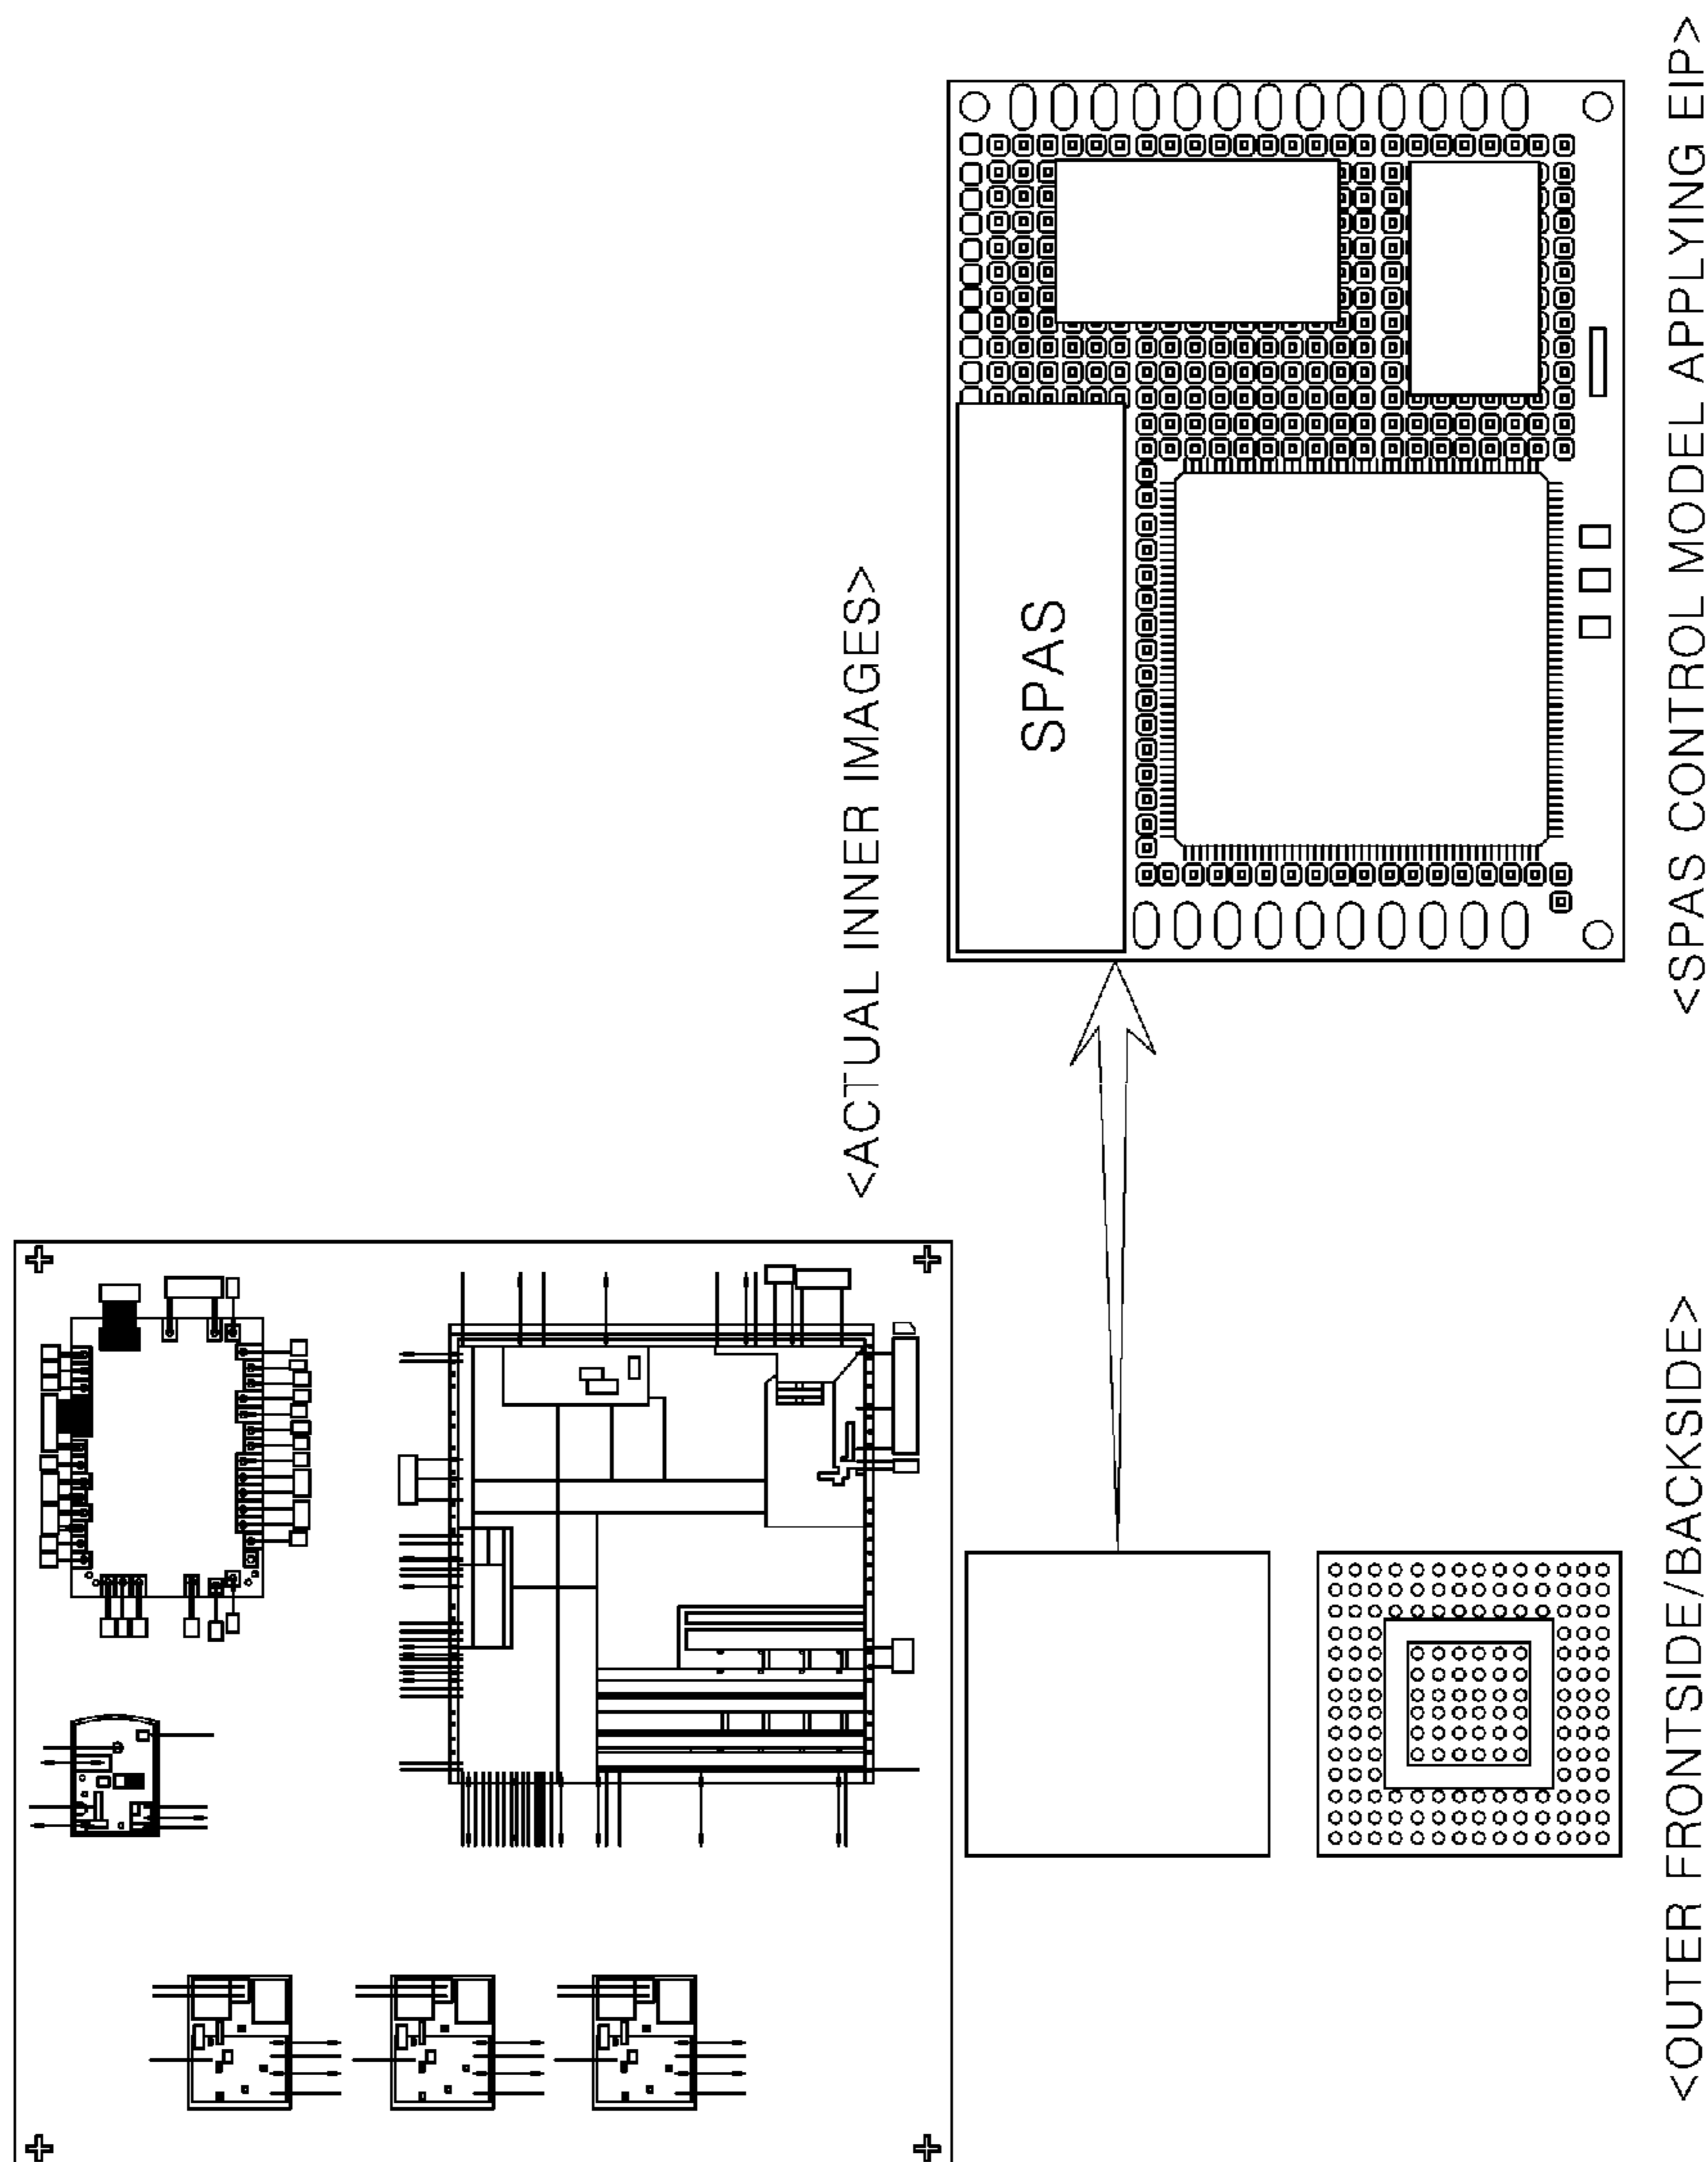 <ACTUAL INNER IMAGES>
SPAS
<OUTER FRONTSIDE/BACKSIDE>
<SPAS CONTROL MODEL APPLYING EIP>